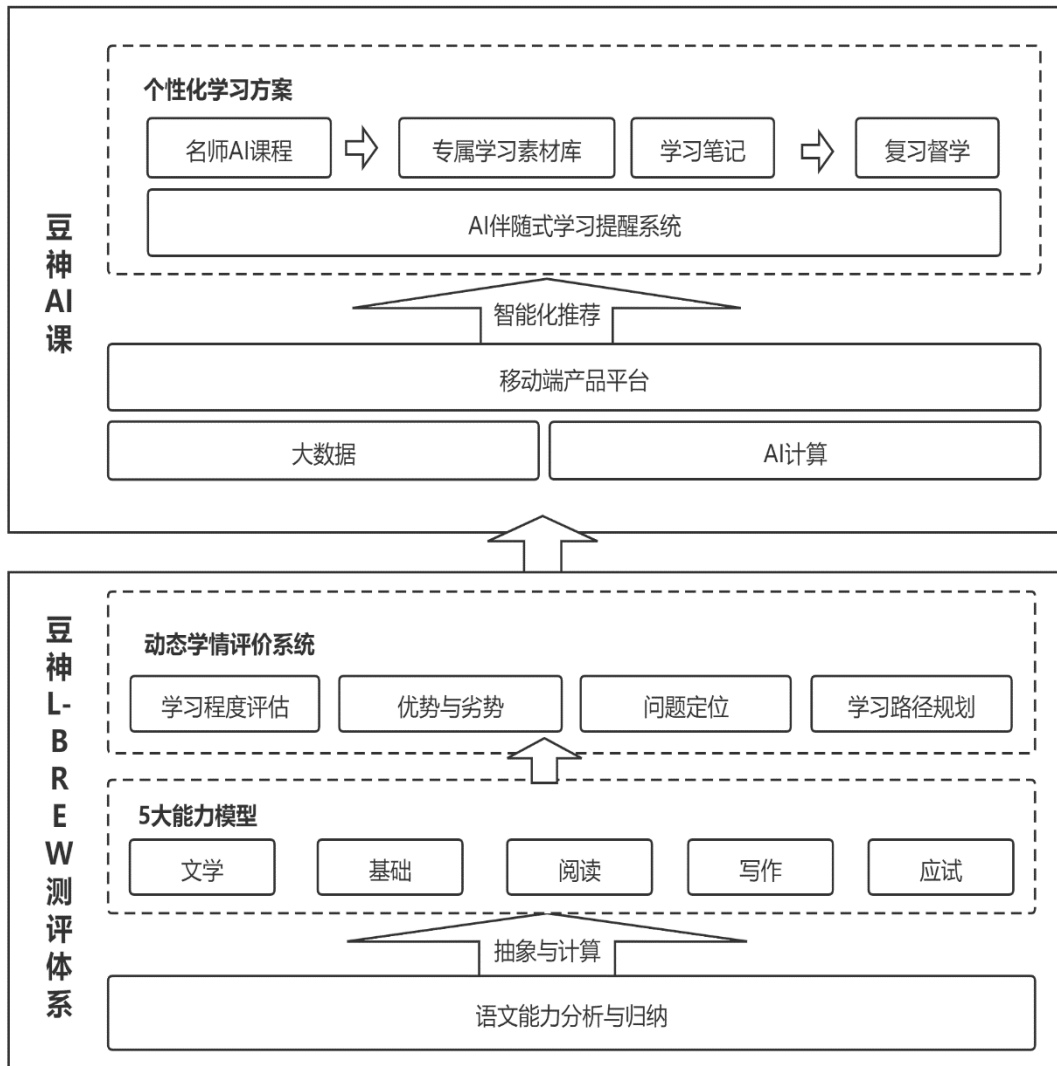 豆神AI课
个性化学习方案
名师AI课程
专属学习素材库
学习笔记
复习督学
AI伴随式学习提醒系统
智能化推荐
移动端产品平台
大数据
AI计算
豆神L-BREW测评体系
动态学情评价系统
学习程度评估
优势与劣势
问题定位
学习路径规划
5大能力模型
文学
基础
阅读
写作
应试
抽象与计算
语文能力分析与归纳